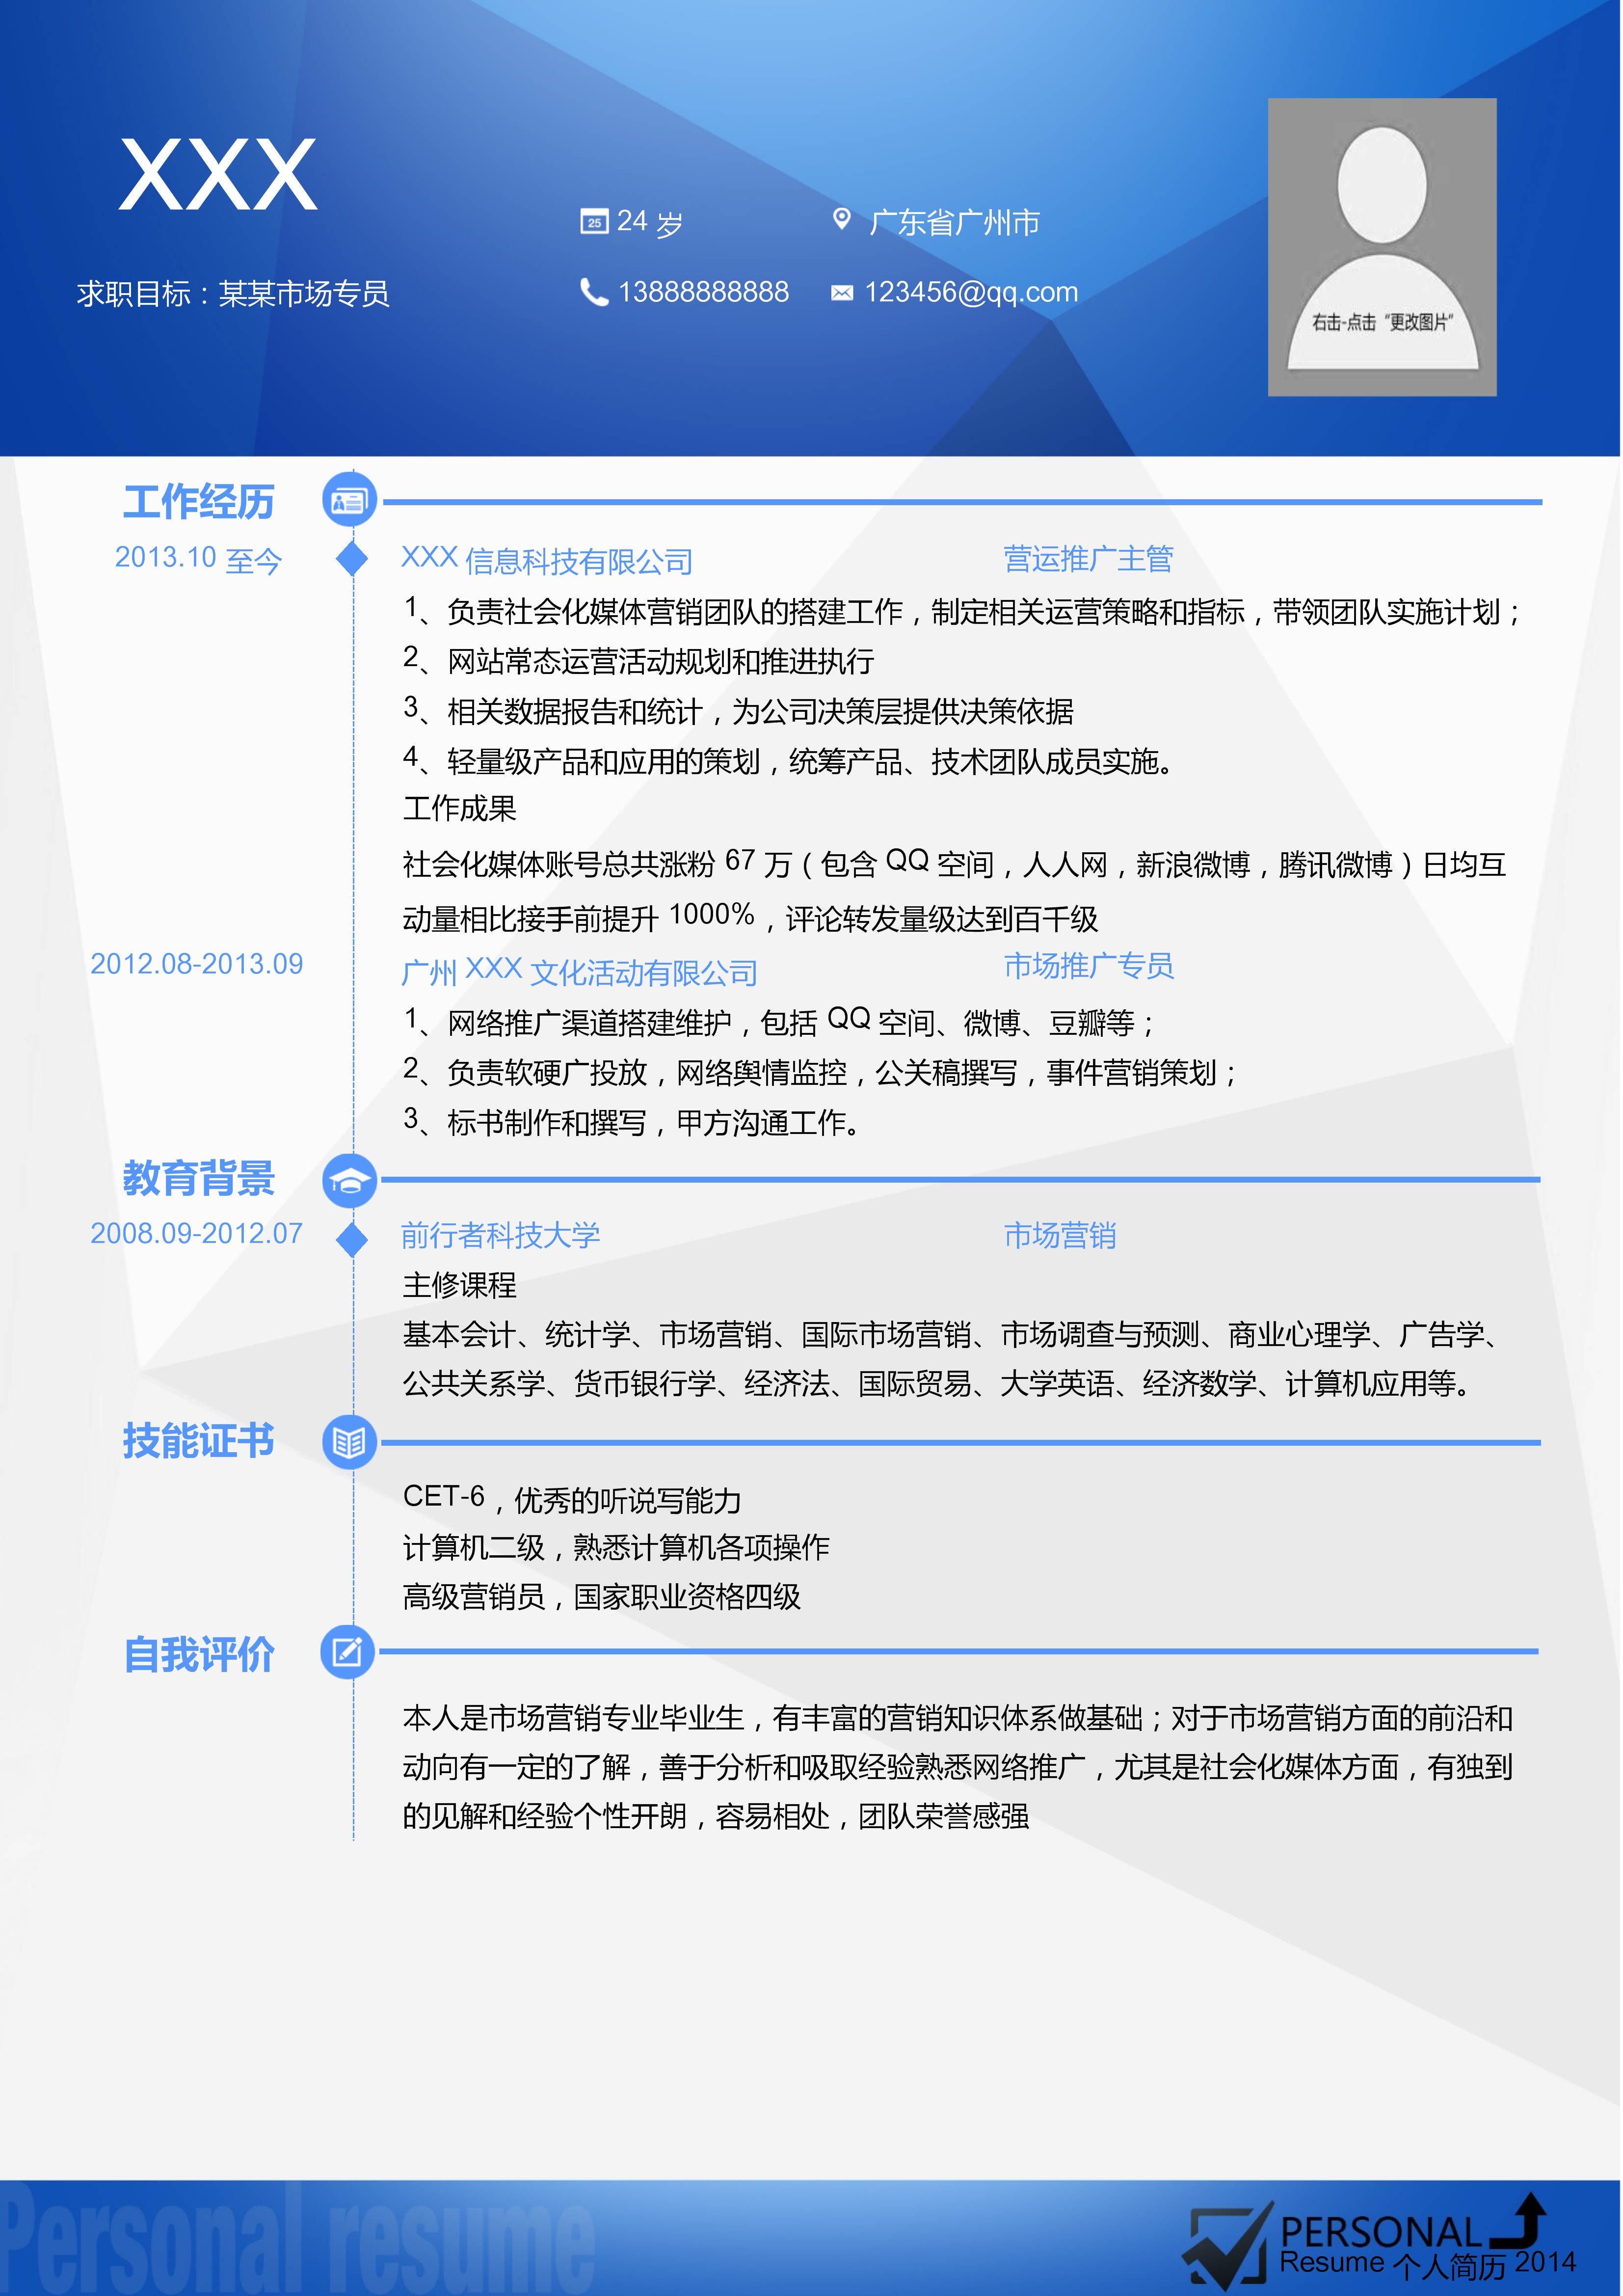 XXX
25 24 岁
广东省广州市
求职目标：某某市场专员
13888888888
123456@qq.com
右击-点击“更改图片”
工作经历
2013.10 至今
XXX 信息科技有限公司
营运推广主管
1、负责社会化媒体营销团队的搭建工作，制定相关运营策略和指标，带领团队实施计划；
2、网站常态运营活动规划和推进执行
3、相关数据报告和统计，为公司决策层提供决策依据
4、轻量级产品和应用的策划，统筹产品、技术团队成员实施。
工作成果
社会化媒体账号总共涨粉 67 万（包含 QQ 空间，人人网，新浪微博，腾讯微博）日均互
动量相比接手前提升 1000%，评论转发量级达到百千级
2012.08-2013.09
广州 XXX 文化活动有限公司
市场推广专员
1、网络推广渠道搭建维护，包括 QQ 空间、微博、豆瓣等；
2、负责软硬广投放，网络舆情监控，公关稿撰写，事件营销策划；
3、标书制作和撰写，甲方沟通工作。
教育背景
2008.09-2012.07
前行者科技大学
市场营销
主修课程
基本会计、统计学、市场营销、国际市场营销、市场调查与预测、商业心理学、广告学、
公共关系学、货币银行学、经济法、国际贸易、大学英语、经济数学、计算机应用等。
技能证书
CET-6，优秀的听说写能力
计算机二级，熟悉计算机各项操作
高级营销员，国家职业资格四级
自我评价
本人是市场营销专业毕业生，有丰富的营销知识体系做基础；对于市场营销方面的前沿和
动向有一定的了解，善于分析和吸取经验熟悉网络推广，尤其是社会化媒体方面，有独到
的见解和经验个性开朗，容易相处，团队荣誉感强
Personal resume
PERSONAL
Resume 个人简历 2014